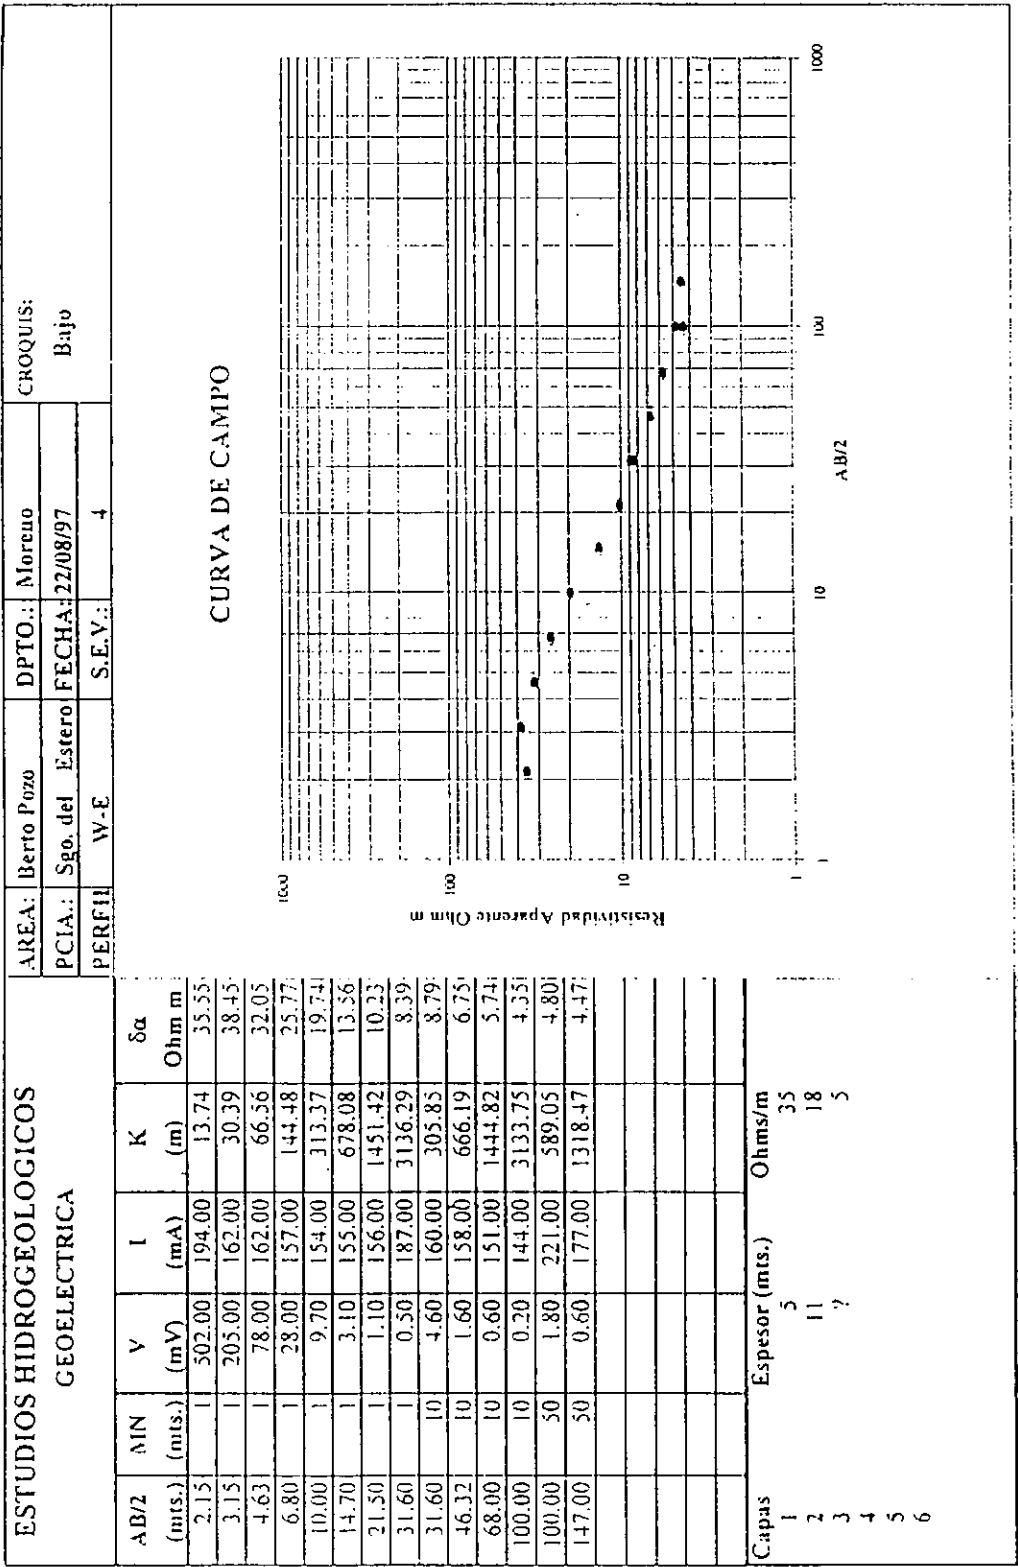 ESTUDIOS HIDROGEOLOGICOS
GEOELECTRICA
AREA: Berto Pozo DPTO.: Moreno CROQUIS:
PCIA.: Sgo. del Estero FECHA: 22/08/97 Bajo
PERFIL W-E S.E.V.: 4
AB/2 MN V I K δα
(mts.) (mts.) (mV) (mA) (m) Ohm m
2.15 1 502.00 194.00 13.74 35.55
3.15 1 205.00 162.00 30.39 38.45
4.63 1 78.00 162.00 66.56 32.05
6.80 1 28.00 157.00 144.48 25.77
10.00 1 9.70 154.00 313.37 19.74
14.70 1 3.10 155.00 678.08 13.56
21.50 1 1.10 156.00 1451.42 10.23
31.60 1 0.50 187.00 3136.29 8.39
31.60 10 4.60 160.00 305.85 8.79
46.32 10 1.60 158.00 666.19 6.75
68.00 10 0.60 151.00 1444.82 5.74
100.00 10 0.20 144.00 3133.75 4.35
100.00 50 1.80 221.00 589.05 4.80
147.00 50 0.60 177.00 1318.47 4.47
Capas Espesor (mts.) Ohms/m
1 5 35
2 11 18
3 ? 5
4
5
6
CURVA DE CAMPO
Resistividad Aparente Ohm m
1000
100
10
1
1 10 100 1000
AB/2